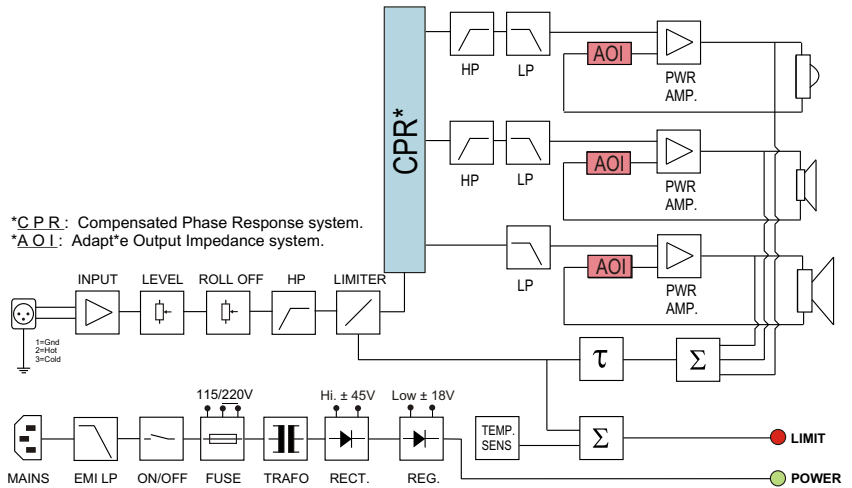 HP
LP
AOI
PWR
AMP.
CPR*
HP
LP
AOI
PWR
AMP.
*C P R : Compensated Phase Response system.
*A O I : Adapt*e Output Impedance system.
LP
AOI
PWR
AMP.
INPUT LEVEL ROLL OFF HP LIMITER
1=Gnd
2=Hot
3=Cold
τ
Σ
115/220V Hi. ± 45V Low ± 18V
TEMP.
SENS
Σ
LIMIT
MAINS EMI LP ON/OFF FUSE TRAFO RECT. REG. POWER